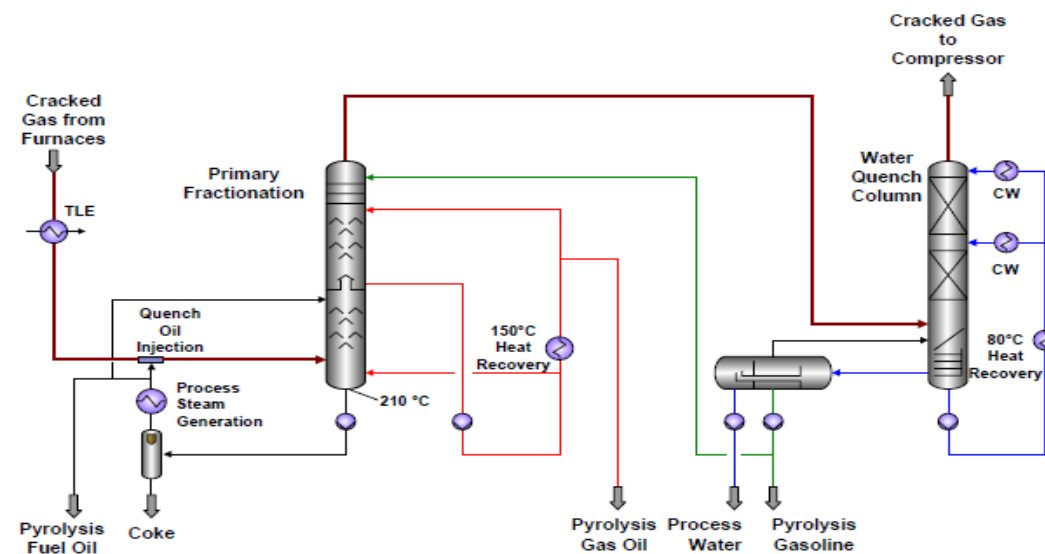 Cracked Gas
to
Compressor
Cracked
Gas from
Furnaces
TLE
Primary
Fractionation
Water
Quench
Column
CW
CW
Quench
Oil
Injection
150°C
Heat
Recovery
80°C
Heat
Recovery
Process
Steam
Generation
210 °C
Pyrolysis
Fuel Oil
Coke
Pyrolysis
Gas Oil
Process
Water
Pyrolysis
Gasoline